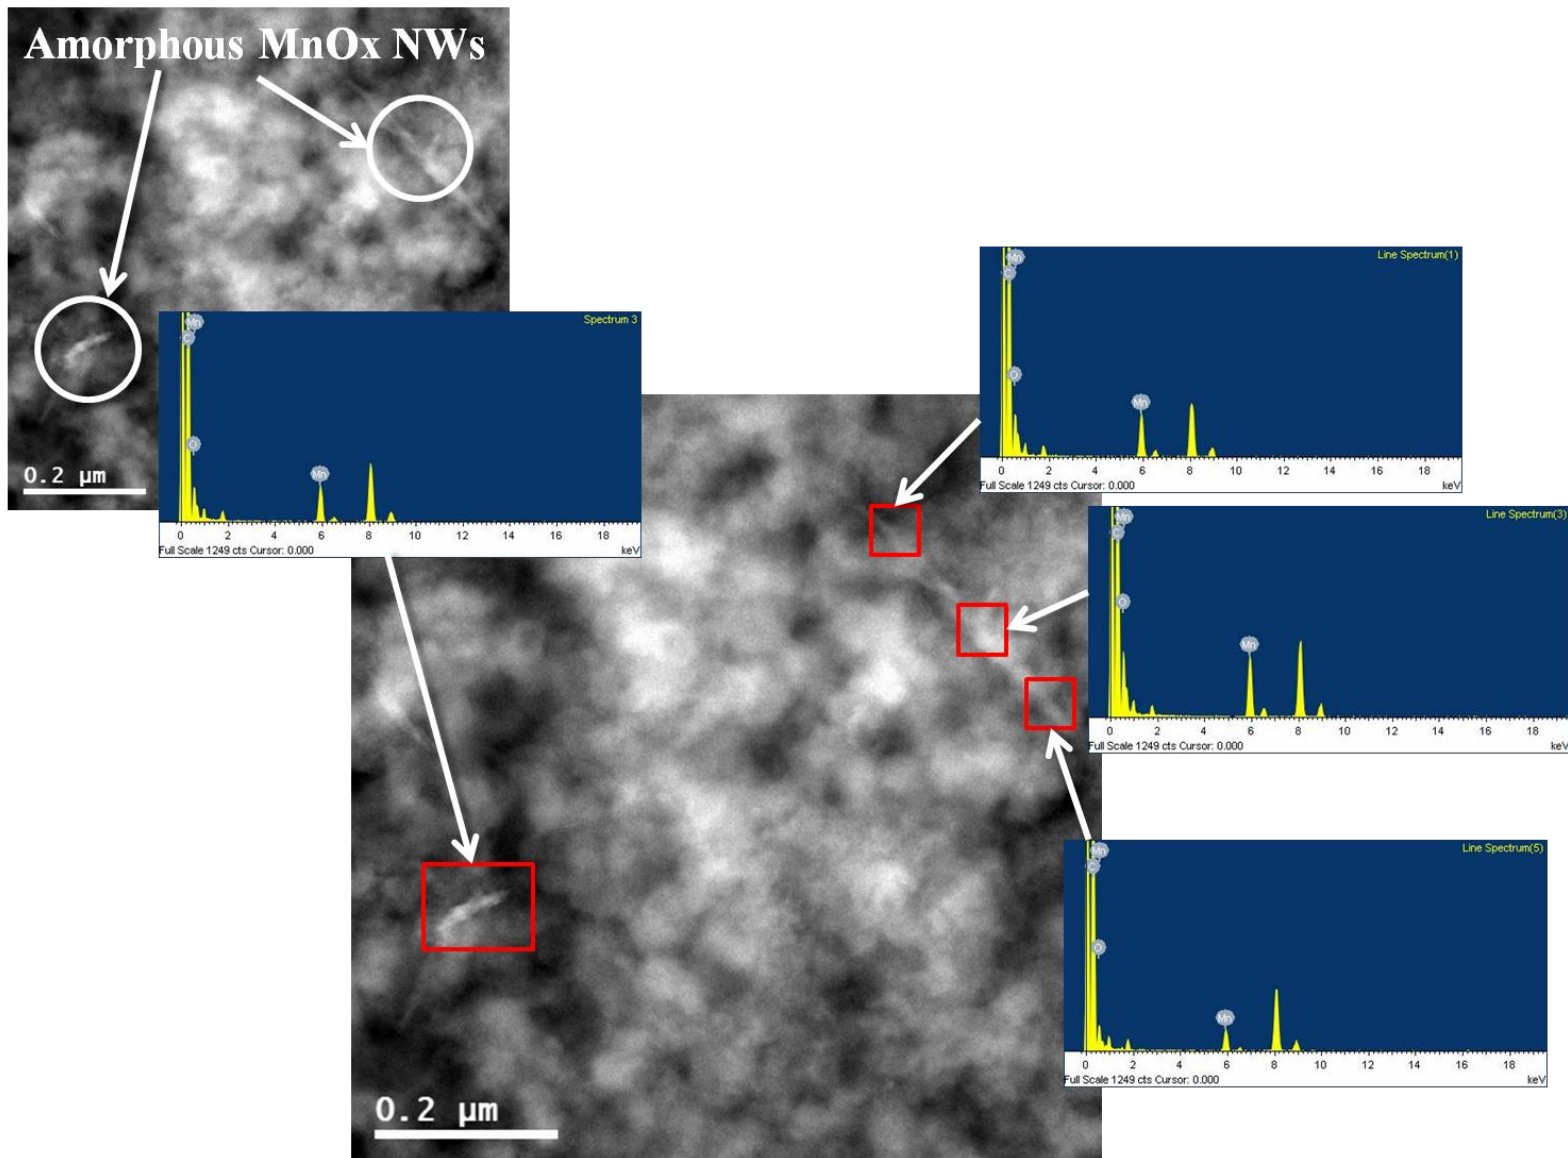 Amorphous MnOx NWs
0.2 µm
Spectrum 3
Mn
C
O
Mn
0 2 4 6 8 10 12 14 16 18
Full Scale 1249 cts Cursor: 0.000 keV
Line Spectrum(1)
Mn
C
O
Mn
0 2 4 6 8 10 12 14 16 18
Full Scale 1249 cts Cursor: 0.000 keV
Line Spectrum(3)
Mn
C
O
Mn
0 2 4 6 8 10 12 14 16 18
Full Scale 1249 cts Cursor: 0.000 keV
Line Spectrum(5)
Mn
C
O
Mn
0 2 4 6 8 10 12 14 16 18
Full Scale 1249 cts Cursor: 0.000 keV
0.2 µm